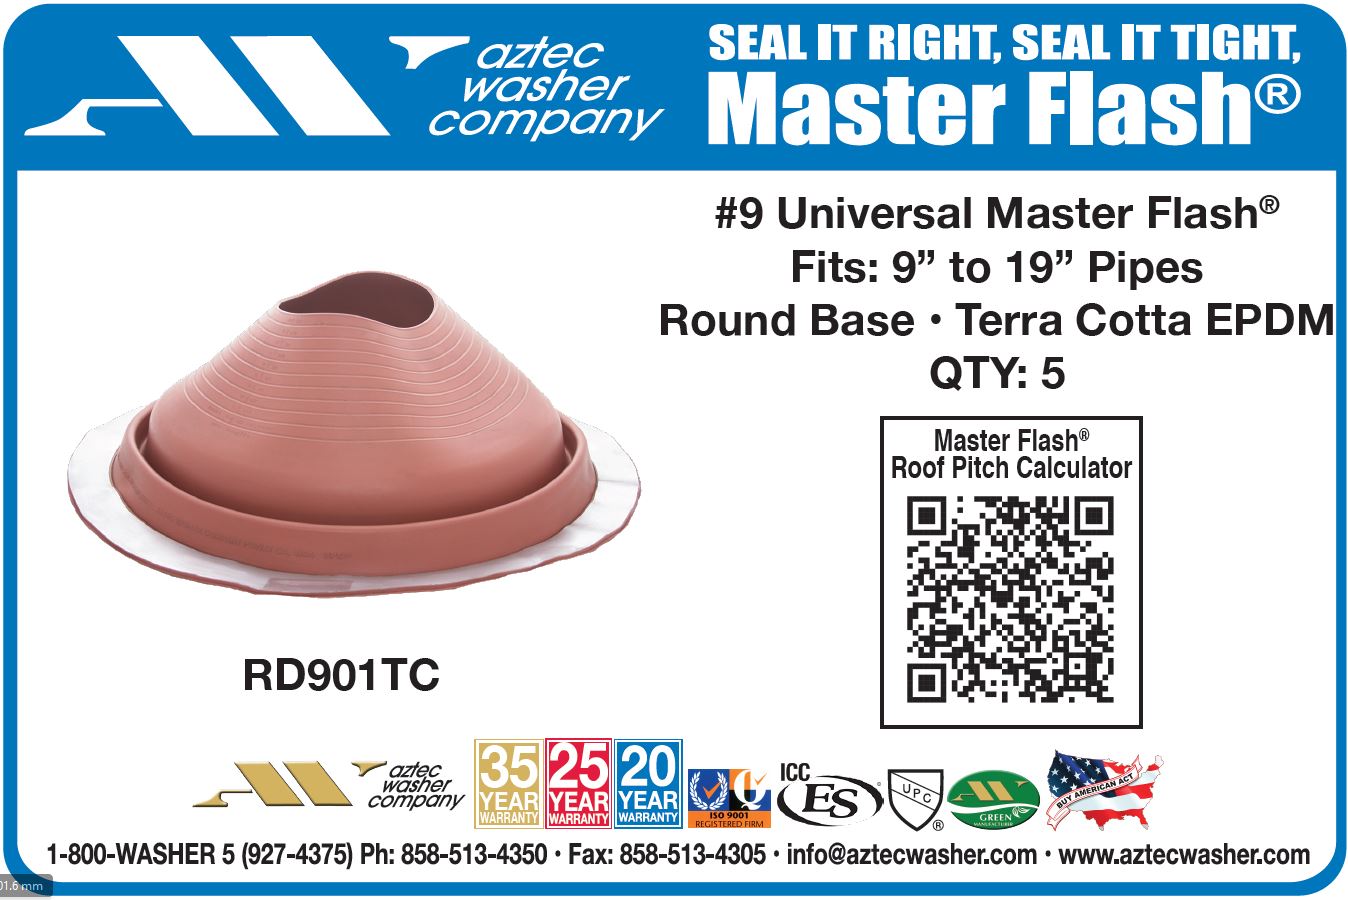 aztec
washer
company
SEAL IT RIGHT, SEAL IT TIGHT,
Master Flash®
#9 Universal Master Flash®
Fits: 9” to 19” Pipes
Round Base • Terra Cotta EPDM
QTY: 5
Master Flash®
Roof Pitch Calculator
RD901TC
aztec
washer
company
35
YEAR
WARRANTY
25
YEAR
WARRANTY
20
YEAR
WARRANTY
Q
ISO 9001
REGISTERED FIRM
ICC
ES
UPC
®
GREEN
MANUFACTURER
BUY AMERICAN ACT
1-800-WASHER 5 (927-4375) Ph: 858-513-4350 • Fax: 858-513-4305 • info@aztecwasher.com • www.aztecwasher.com
01.6 mm